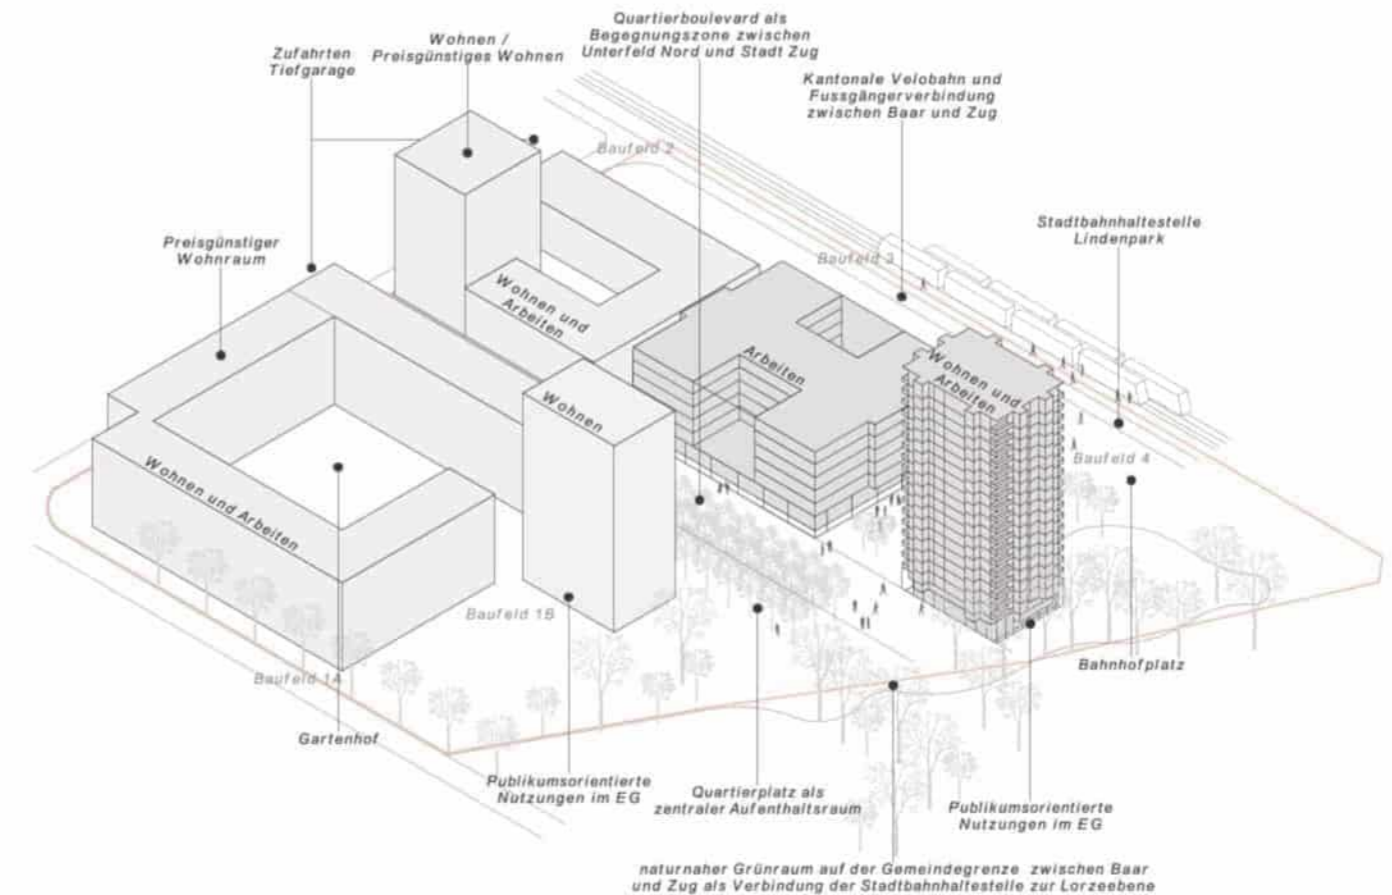 Quartierboulevard als
Begegnungszone zwischen
Unterfeld Nord und Stadt Zug
Wohnen /
Preisgünstiges Wohnen
Zufahrten
Tiefgarage
Kantonale Velobahn und
Fussgängerverbindung
zwischen Baar und Zug
Baufeld 2
Stadtbahnhaltestelle
Lindenpark
Preisgünstiger
Wohnraum
Baufeld 3
Wohnen und
Arbeiten
Arbeiten
Wohnen und
Arbeiten
Wohnen
Baufeld 4
Wohnen und Arbeiten
Baufeld 1B
Bahnhofplatz
Baufeld 1A
Gartenhof
Publikumsorientierte
Nutzungen im EG
Quartierplatz als
zentraler Aufenthaltsraum
Publikumsorientierte
Nutzungen im EG
naturnaher Grünraum auf der Gemeindegrenze zwischen Baar
und Zug als Verbindung der Stadtbahnhaltestelle zur Lorzeebene